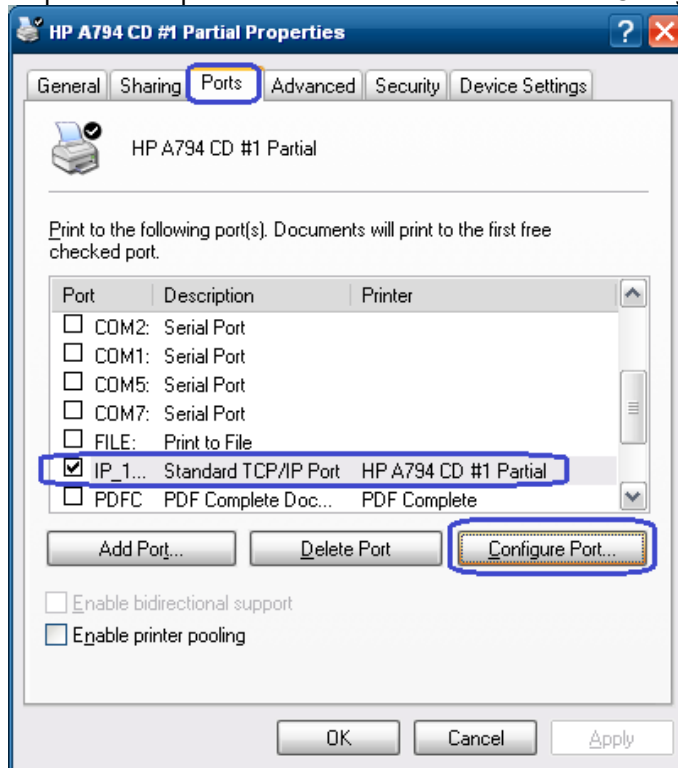 HP A794 CD #1 Partial Properties
General Sharing Ports Advanced Security Device Settings
HP A794 CD #1 Partial
Print to the following port(s). Documents will print to the first free
checked port.
Port Description Printer
COM2: Serial Port
COM1: Serial Port
COM5: Serial Port
COM7: Serial Port
FILE: Print to File
IP_1... Standard TCP/IP Port HP A794 CD #1 Partial
PDFC PDF Complete Doc... PDF Complete
Add Port... Delete Port Configure Port...
Enable bidirectional support
Enable printer pooling
OK Cancel Apply